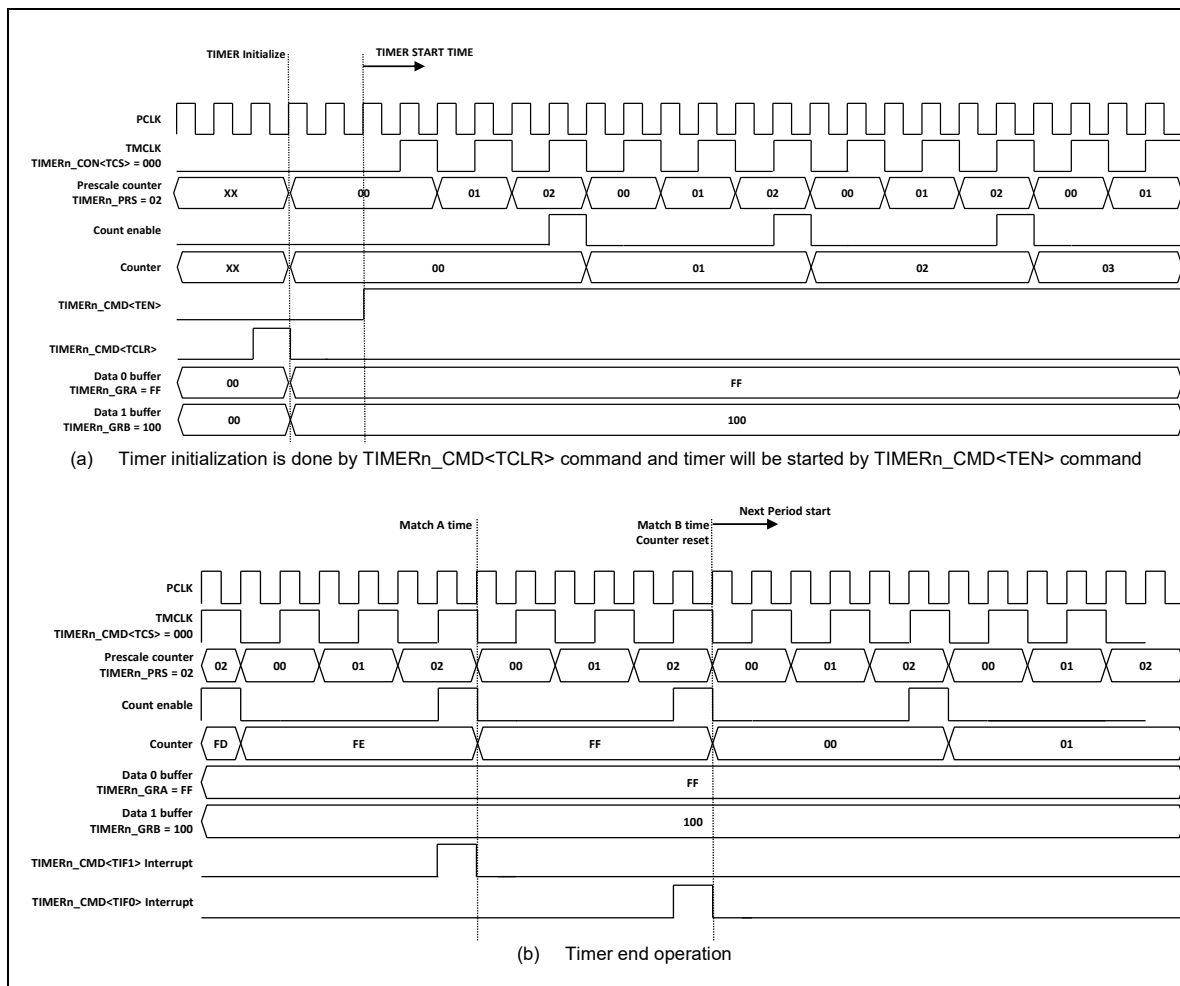 TIMER Initialize
TIMER START TIME
PCLK
TMCLK
TIMERn_CON<TCS> = 000
Prescale counter
TIMERn_PRS = 02
XX 00 01 02 00 01 02 00 01 02 00 01
Count enable
Counter
XX 00 01 02 03
TIMERn_CMD<TEN>
TIMERn_CMD<TCLR>
Data 0 buffer
TIMERn_GRA = FF
00 FF
Data 1 buffer
TIMERn_GRB = 100
00 100
(a) Timer initialization is done by TIMERn_CMD<TCLR> command and timer will be started by TIMERn_CMD<TEN> command
Match A time
Match B time
Counter reset
Next Period start
PCLK
TMCLK
TIMERn_CMD<TCS> = 000
Prescale counter
TIMERn_PRS = 02
02 00 01 02 00 01 02 00 01 02 00 01 02
Count enable
Counter
FD FE FF 00 01
Data 0 buffer
TIMERn_GRA = FF
FF
Data 1 buffer
TIMERn_GRB = 100
100
TIMERn_CMD<TIF1> Interrupt
TIMERn_CMD<TIF0> Interrupt
(b) Timer end operation